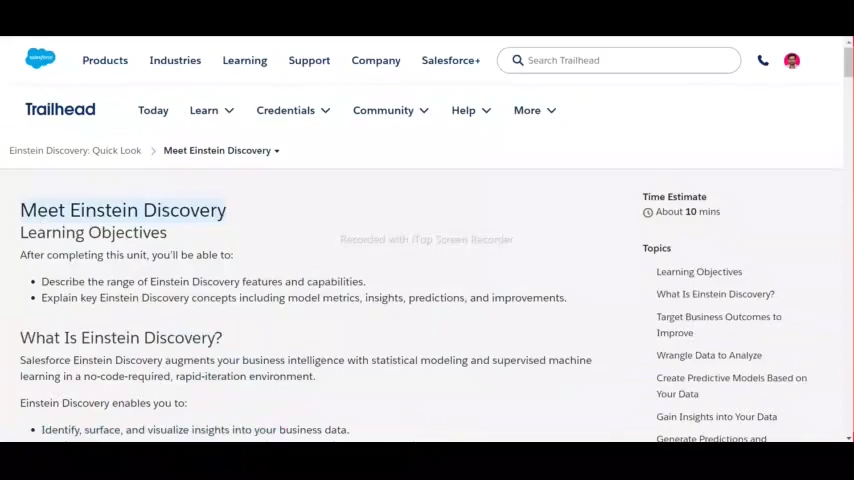 salesforce
Products Industries Learning Support Company Salesforce+ Search Trailhead
Trailhead Today Learn Credentials Community Help More
Einstein Discovery: Quick Look Meet Einstein Discovery
Meet Einstein Discovery
Learning Objectives
After completing this unit, you'll be able to:
• Describe the range of Einstein Discovery features and capabilities.
• Explain key Einstein Discovery concepts including model metrics, insights, predictions, and improvements.
What Is Einstein Discovery?
Salesforce Einstein Discovery augments your business intelligence with statistical modeling and supervised machine
learning in a no-code-required, rapid-iteration environment.
Einstein Discovery enables you to:
• Identify, surface, and visualize insights into your business data.
Time Estimate
About 10 mins
Topics
Learning Objectives
What Is Einstein Discovery?
Target Business Outcomes to
Improve
Wrangle Data to Analyze
Create Predictive Models Based on
Your Data
Gain Insights into Your Data
Generate Predictions and
Recorded with iTop Screen Recorder